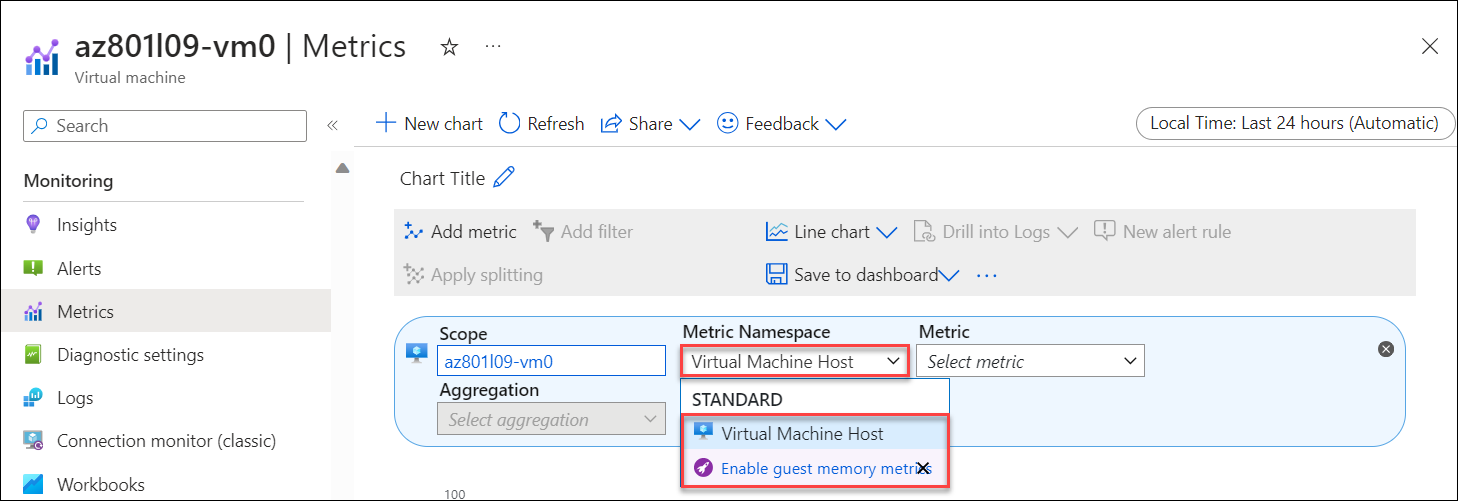 az801l09-vm0 | Metrics
Virtual machine
Search
New chart
Refresh
Share
Feedback
Local Time: Last 24 hours (Automatic)
Monitoring
Insights
Alerts
Metrics
Diagnostic settings
Logs
Connection monitor (classic)
Workbooks
Chart Title
Add metric
Add filter
Line chart
Drill into Logs
New alert rule
Apply splitting
Save to dashboard
Scope
Metric Namespace
Metric
az801l09-vm0
Virtual Machine Host
Select metric
Aggregation
Select aggregation
STANDARD
Virtual Machine Host
Enable guest memory metrics
100